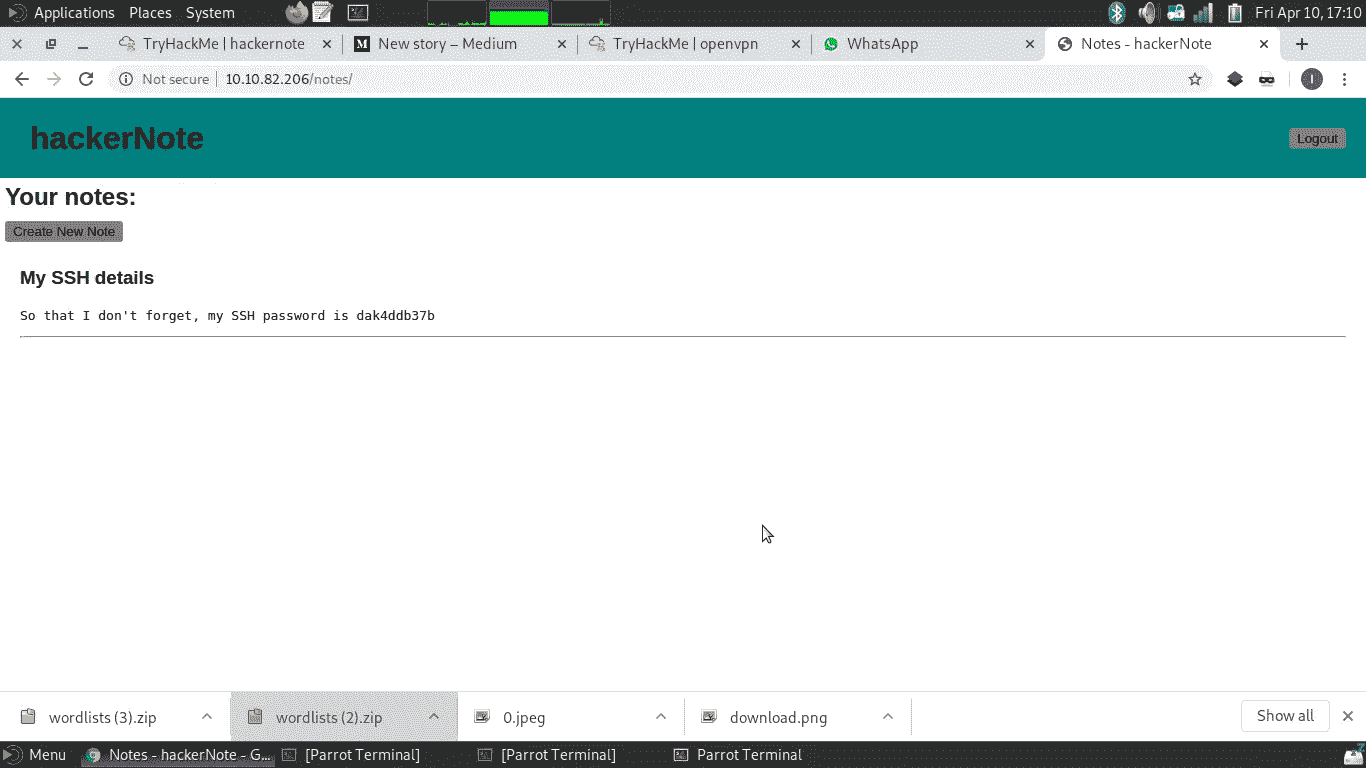 Applications Places System Fri Apr 10, 17:10
TryHackMe | hackernote New story – Medium TryHackMe | openvpn WhatsApp Notes - hackerNote
Not secure 10.10.82.206/notes/ I
hackerNote Logout
Your notes:
Create New Note
My SSH details
So that I don't forget, my SSH password is dak4ddb37b
wordlists (3).zip wordlists (2).zip 0.jpeg download.png Show all
Menu Notes - hackerNote - G... [Parrot Terminal] [Parrot Terminal] Parrot Terminal